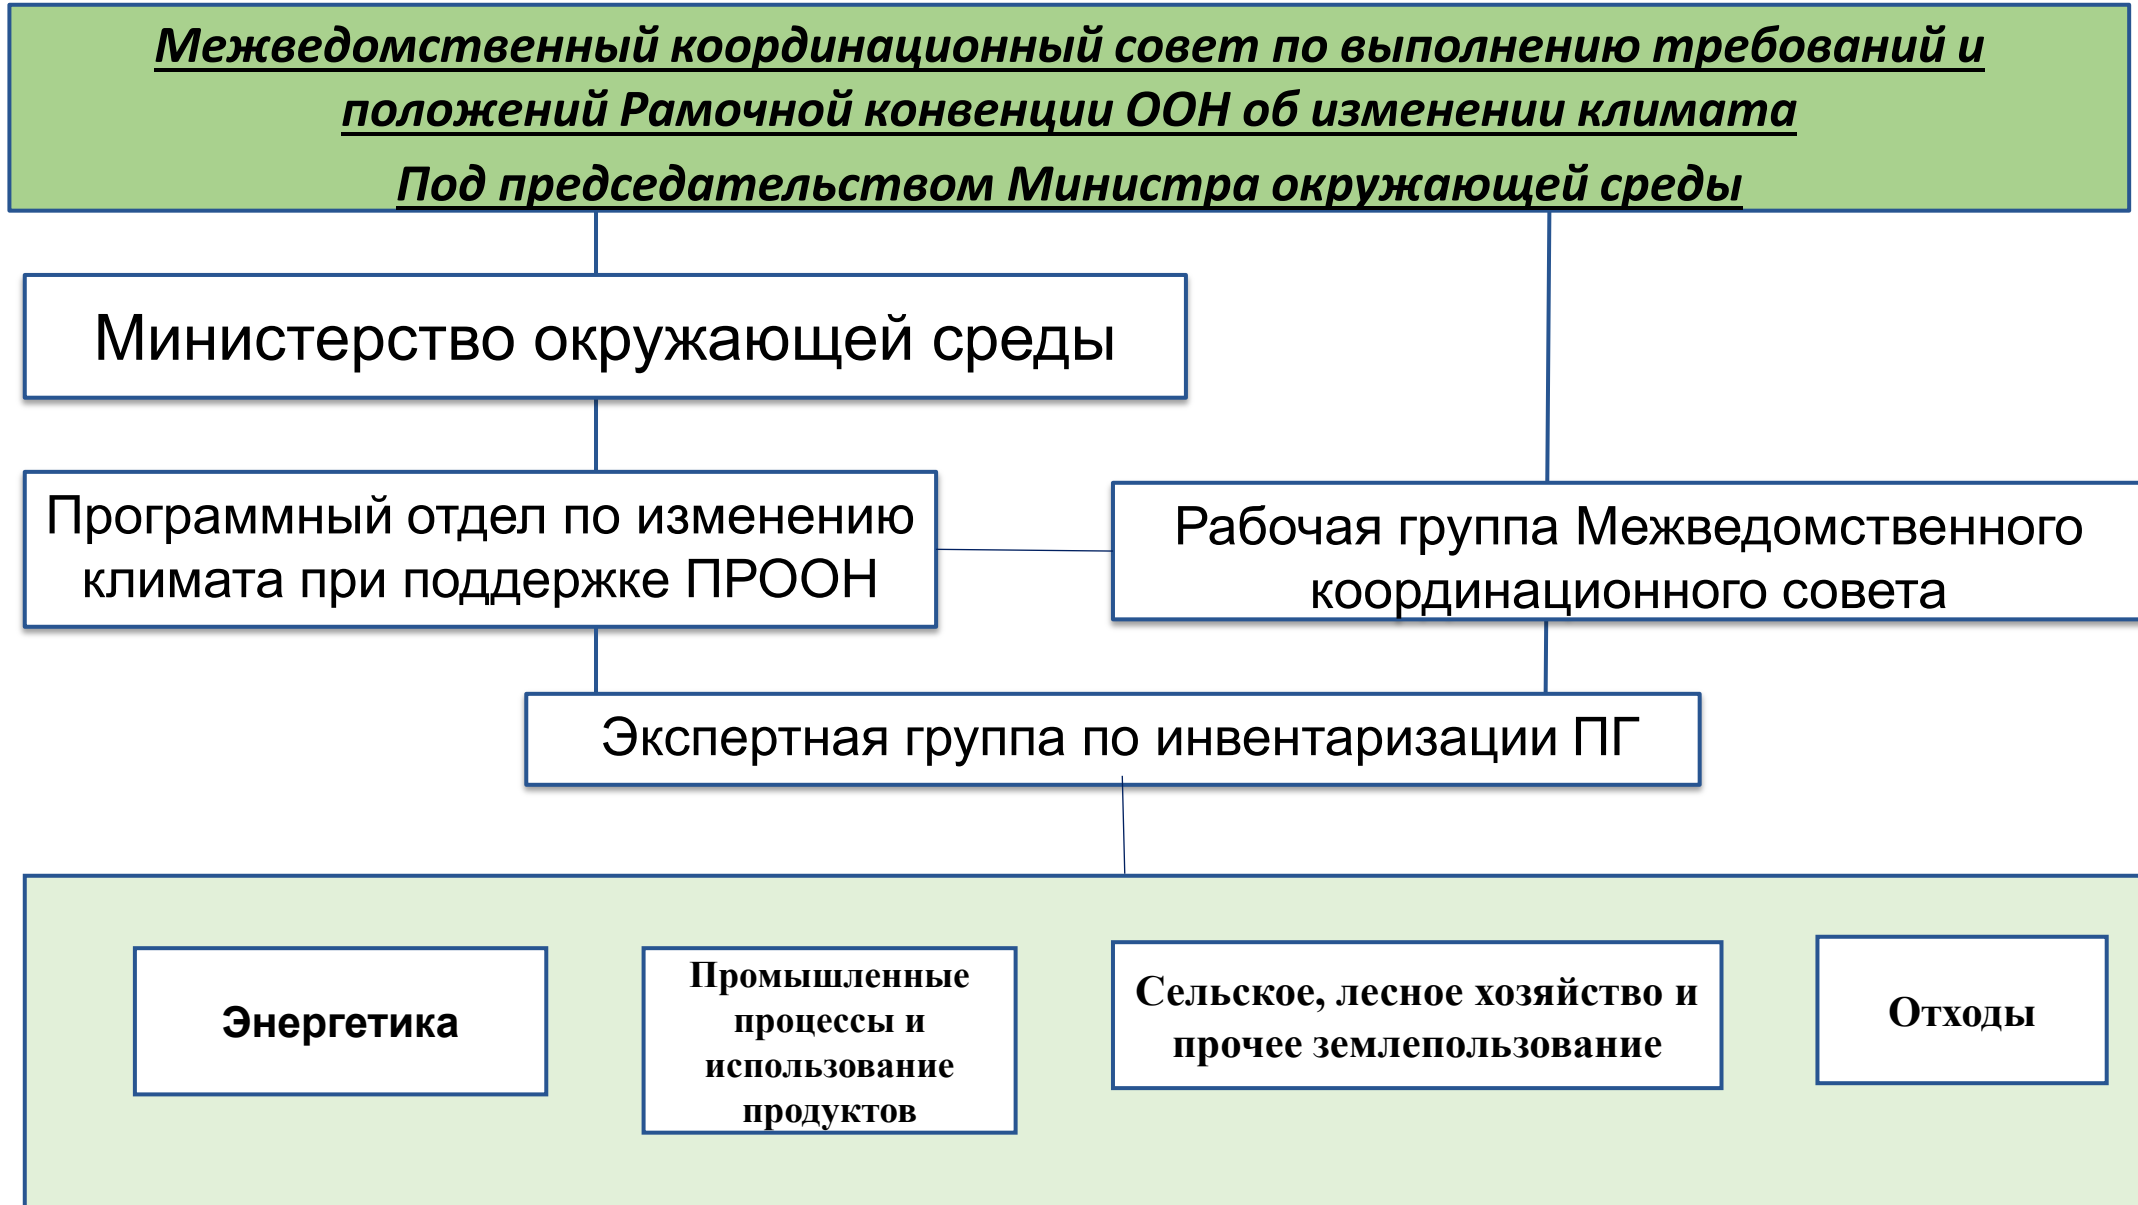 Межведомственный координационный совет по выполнению требований и
положений Рамочной конвенции ООН об изменении климата
Под председательством Министра окружающей среды
Министерство окружающей среды
Программный отдел по изменению
климата при поддержке ПРООН
Рабочая группа Межведомственного
координационного совета
Экспертная группа по инвентаризации ПГ
Энергетика
Промышленные
процессы и
использование
продуктов
Сельское, лесное хозяйство и
прочее землепользование
Отходы